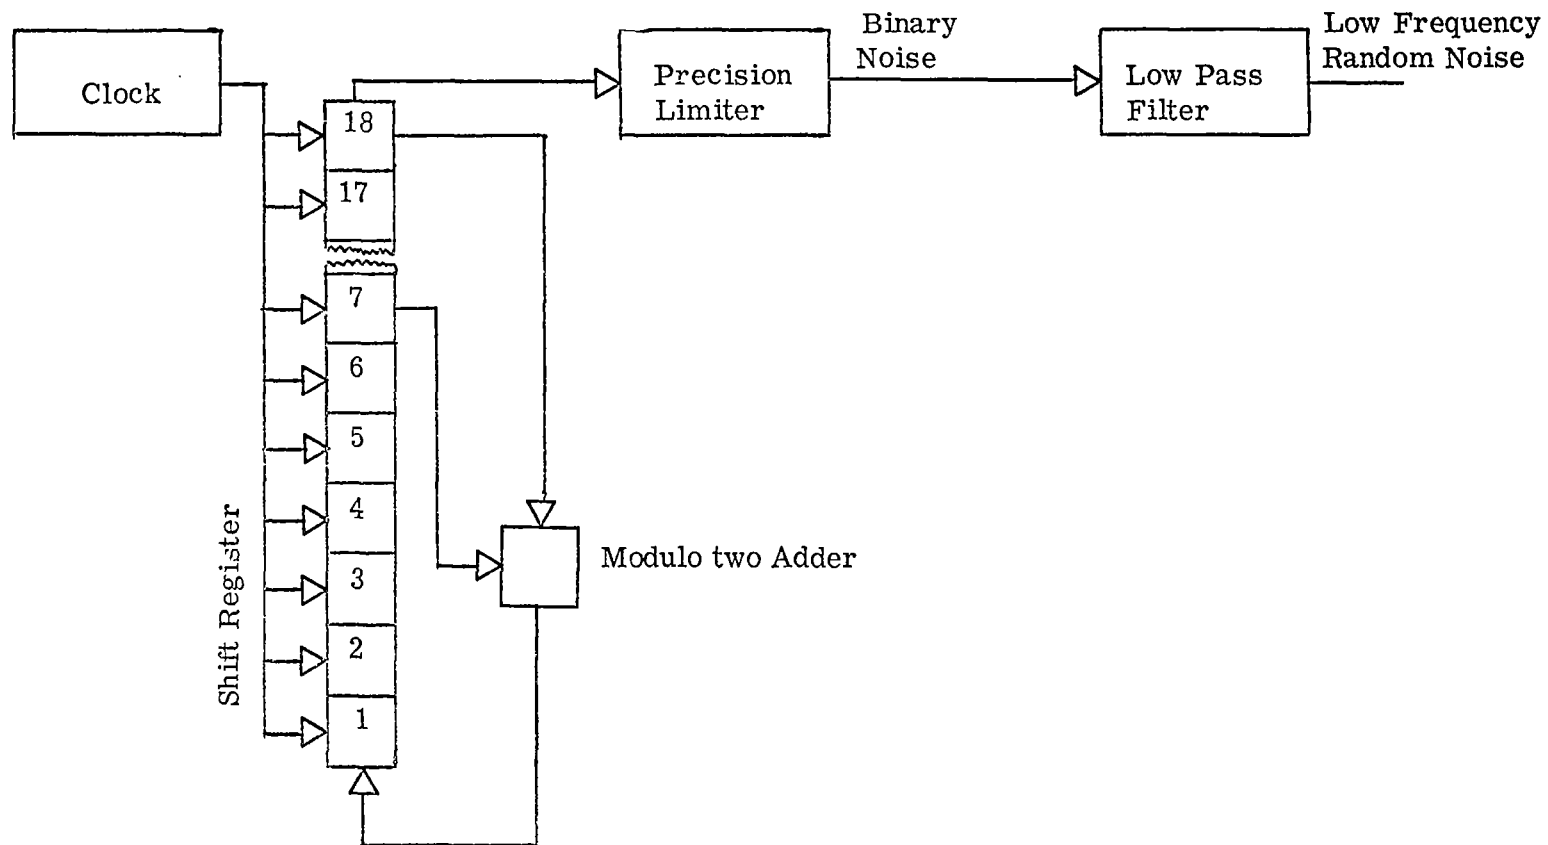 Clock
18
17
7
6
5
4
3
2
1
Shift Register
Precision
Limiter
Binary
Noise
Low Pass
Filter
Low Frequency
Random Noise
Modulo two Adder